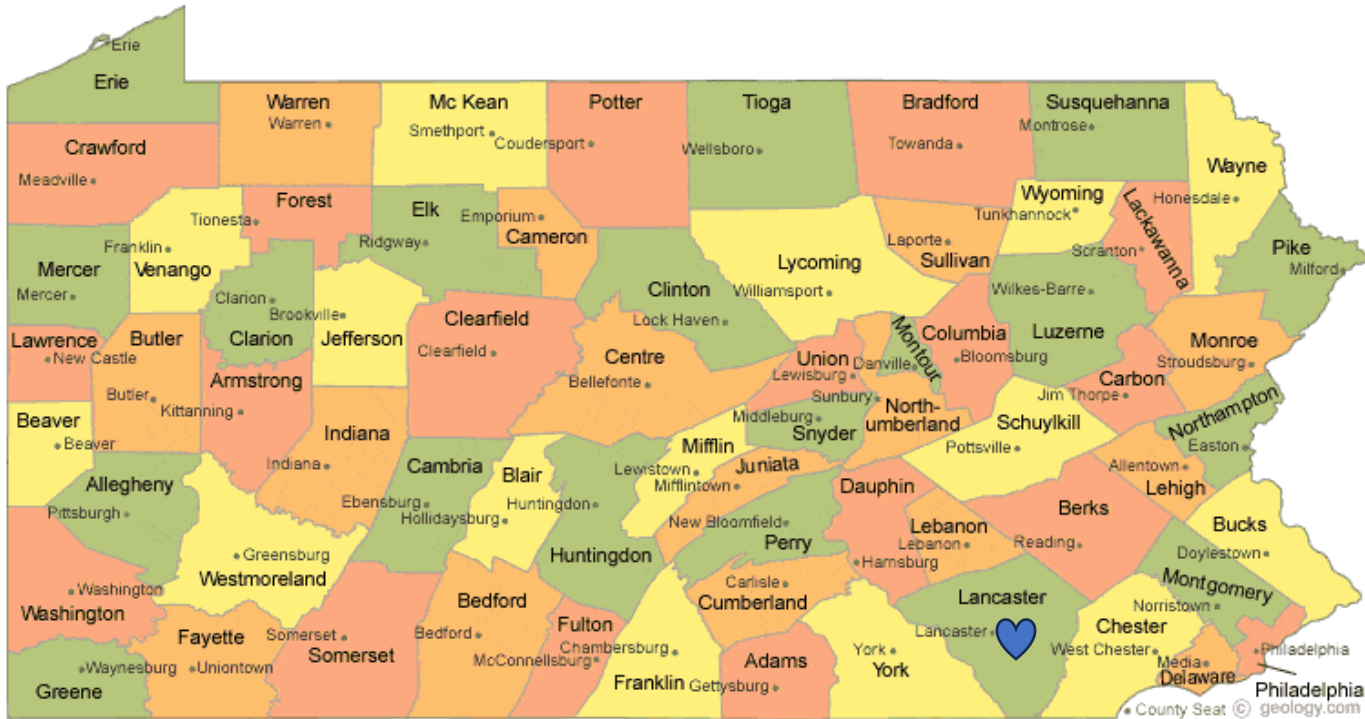 Erie
Erie
Warren
Warren
Mc Kean
Smethport
Potter
Coudersport
Tioga
Wellsboro
Bradford
Towanda
Susquehanna
Montrose
Wayne
Honesdale
Crawford
Meadville
Forest
Tionesta
Elk
Ridgway
Emporium
Cameron
Wyoming
Tunkhannock
Lackawanna
Scranton
Pike
Milford
Mercer
Mercer
Franklin
Venango
Clarion
Clarion
Brookville
Jefferson
Clearfield
Clearfield
Clinton
Lock Haven
Lycoming
Williamsport
Laporte
Sullivan
Wilkes-Barre
Luzerne
Columbia
Bloomsburg
Montour
Danville
Monroe
Stroudsburg
Lawrence
New Castle
Butler
Butler
Armstrong
Kittanning
Centre
Bellefonte
Union
Lewisburg
Sunbury
North-
umberland
Carbon
Jim Thorpe
Northampton
Easton
Beaver
Beaver
Indiana
Indiana
Cambria
Ebensburg
Blair
Hollidaysburg
Huntingdon
Huntingdon
Mifflin
Lewistown
Middleburg
Snyder
Juniata
Mifflintown
Schuylkill
Pottsville
Allentown
Lehigh
Allegheny
Pittsburgh
Greensburg
Westmoreland
New Bloomfield
Perry
Dauphin
Harrisburg
Lebanon
Lebanon
Berks
Reading
Bucks
Doylestown
Montgomery
Norristown
Washington
Washington
Fayette
Uniontown
Somerset
Somerset
Bedford
Bedford
Fulton
McConnellsburg
Chambersburg
Franklin
Carlisle
Cumberland
Adams
Gettysburg
York
York
Lancaster
Lancaster
Chester
West Chester
Media
Delaware
Philadelphia
Philadelphia
Waynesburg
Greene
County Seat © geology.com